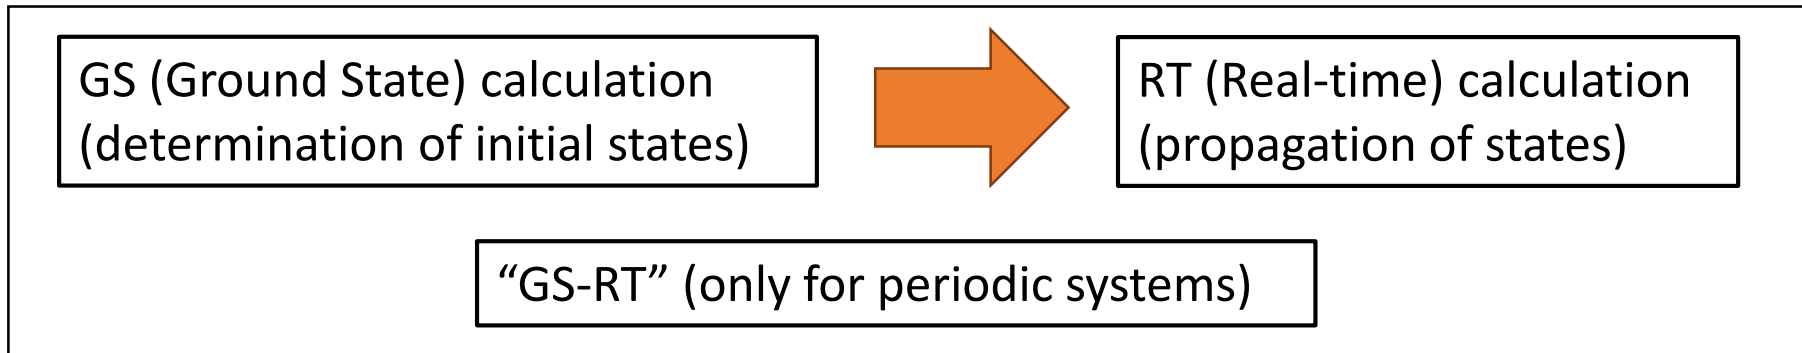 GS (Ground State) calculation
(determination of initial states)
RT (Real-time) calculation
(propagation of states)
“GS-RT” (only for periodic systems)